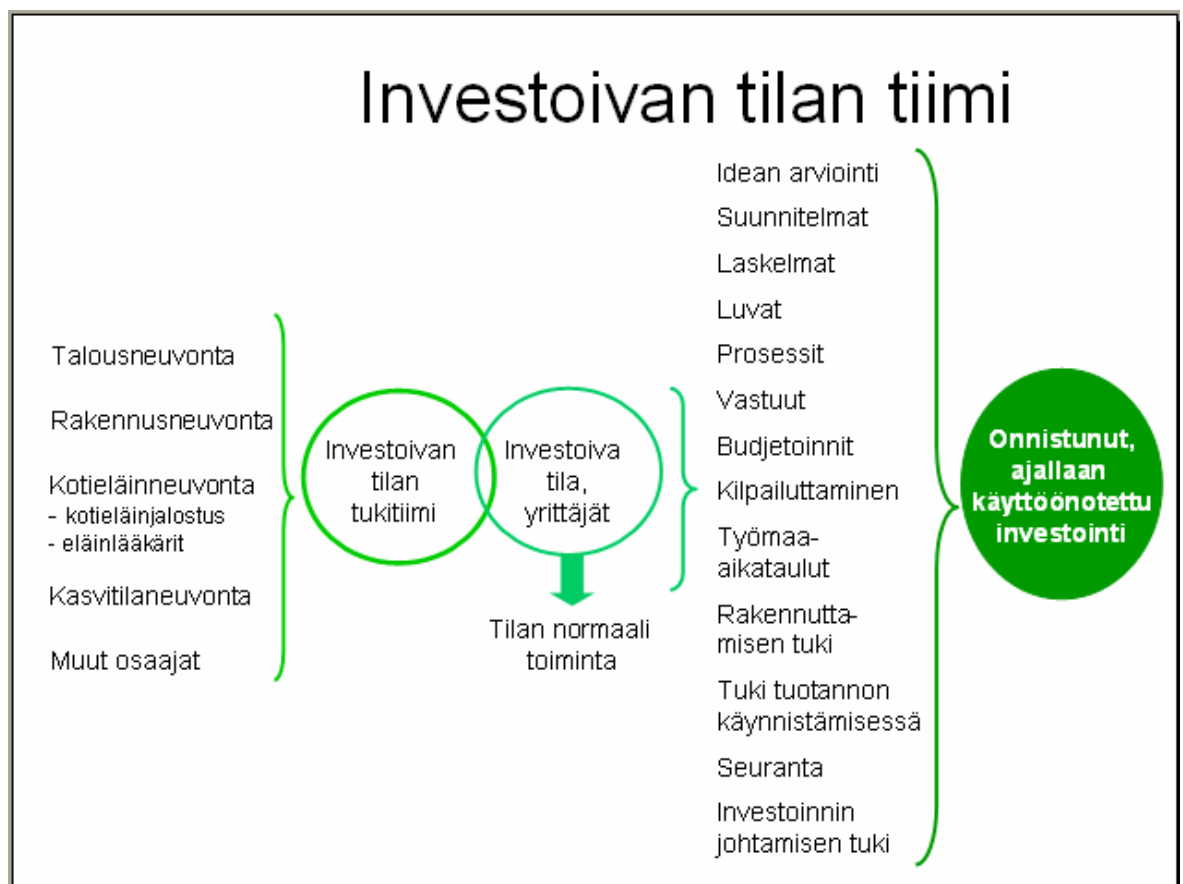 Investoivan tilan tiimi
Talousneuvonta
Rakennusneuvonta
Kotieläinneuvonta
- kotieläinjalostus
- eläinlääkärit
Kasvitilaneuvonta
Muut osaajat
Investoivan
tilan
tukitiimi
Investoiva
tila,
yrittäjät
Tilan normaali
toiminta
Idean arviointi
Suunnitelmat
Laskelmat
Luvat
Prosessit
Vastuut
Budjetoinnit
Kilpailuttaminen
Työmaa-
aikataulut
Rakennutta-
misen tuki
Tuki tuotannon
käynnistämisessä
Seuranta
Investoinnin
johtamisen tuki
Onnistunut,
ajallaan
käyttöönotettu
investointi